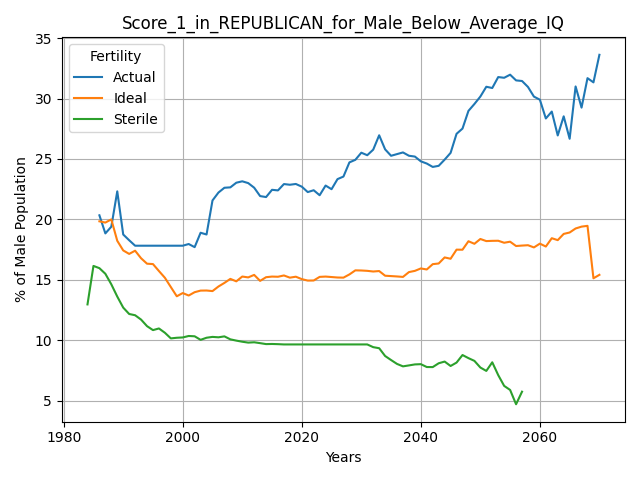 Score_1_in_REPUBLICAN_for_Male_Below_Average_IQ
Fertility
Actual
Ideal
Sterile
% of Male Population
35
30
25
20
15
10
5
1980
2000
2020
2040
2060
Years